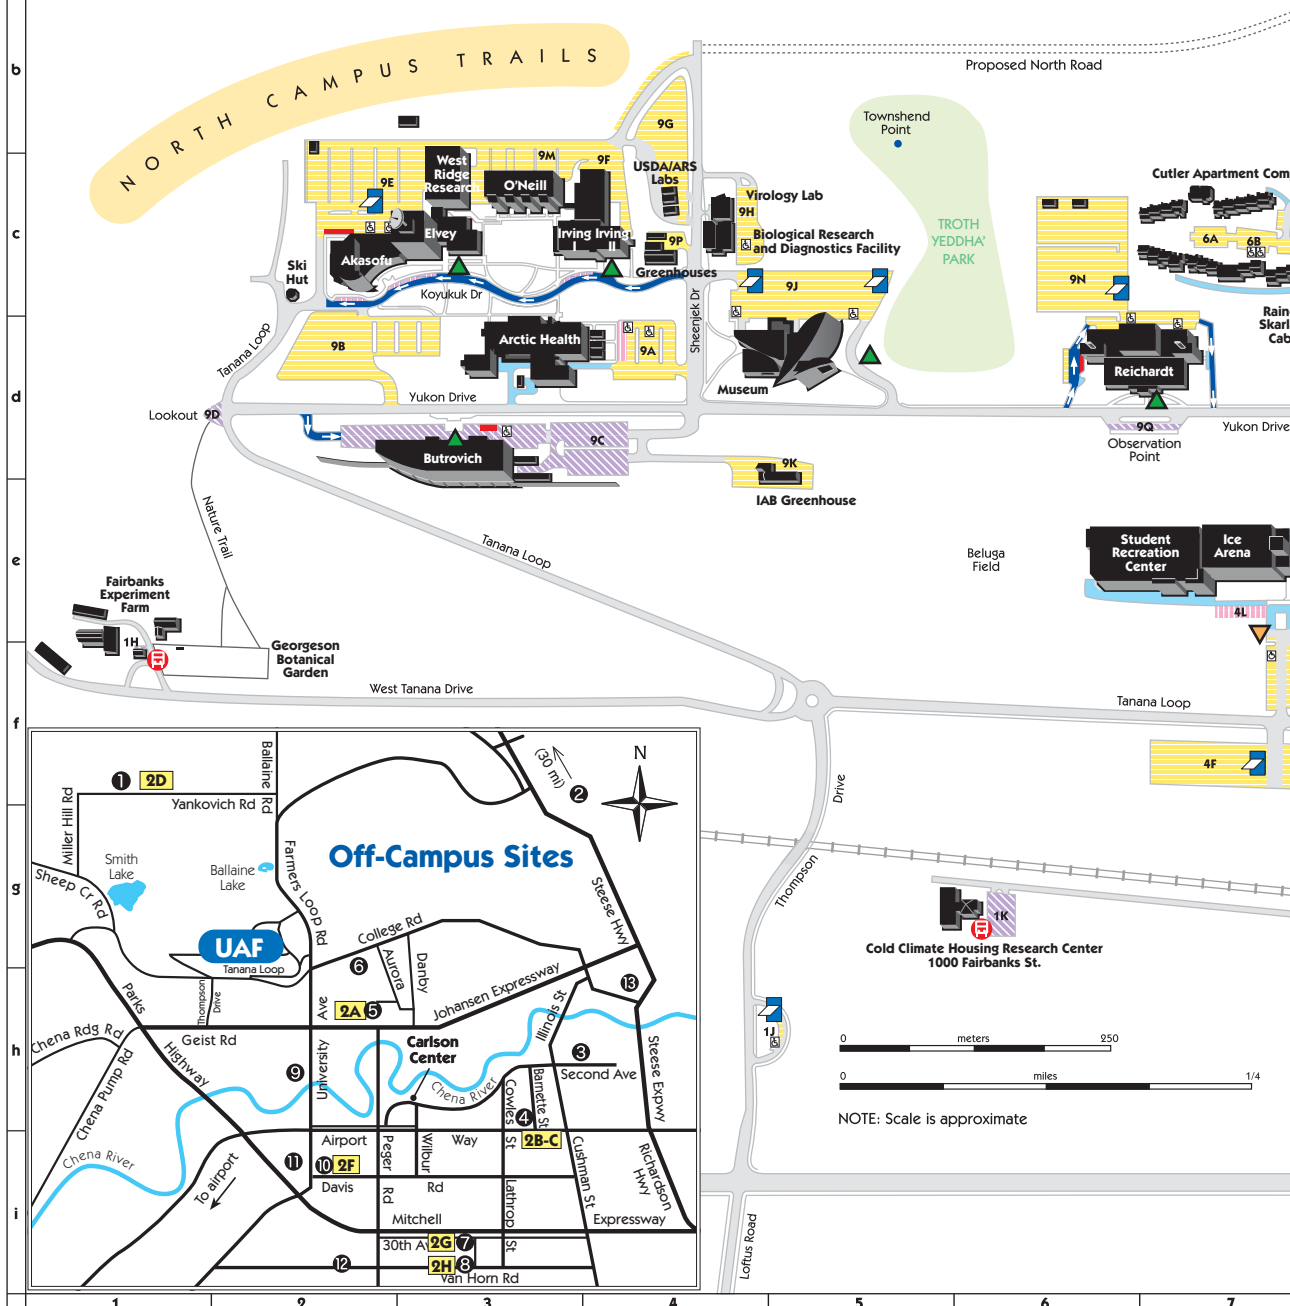 NORTH CAMPUS TRAILS
b
Proposed North Road
9G
Townshend
Point
West
Ridge
Research
9M
9F
O'Neill
USDA/ARS
Labs
9E
Virology Lab
9H
Cutler Apartment Com
c
Elvey
Irving
I
Irving
II
9P
Biological Research
and Diagnostics Facility
TROTH
YEDDHA'
PARK
6A
6B
Akasofu
Ski
Hut
Greenhouses
Koyukuk Dr
9J
9N
Rain
Skarl
Cab
Sheenjek Dr
Tanana Loop
9B
Arctic Health
9A
Museum
Reichardt
d
Yukon Drive
Lookout
9D
9C
9Q
Yukon Drive
Observation
Point
Butrovich
9K
IAB Greenhouse
Nature Trail
Tanana Loop
Beluga
Field
Student
Recreation
Center
Ice
Arena
e
Fairbanks
Experiment
Farm
4L
1H
Georgeson
Botanical
Garden
West Tanana Drive
Tanana Loop
f
4F
Drive
Thompson
1K
Cold Climate Housing Research Center
1000 Fairbanks St.
1J
0
meters
250
0
miles
1/4
NOTE: Scale is approximate
Loftus Road
Off-Campus Sites
N
(30 mi)
2
1
2D
Ballaine
Rd
Yankovich Rd
Miller Hill Rd
Smith
Lake
Ballaine
Lake
Farmers Loop Rd
Steese Hwy
g
Sheep Cr Rd
UAF
Tanana Loop
College Rd
6
Aurora
Danby
Johansen Expressway
13
Parks
Highway
Thompson
Drive
Ave
University
2A
5
Illinois St
Chena Rdg Rd
Geist Rd
Carlson
Center
h
Chena Pump Rd
9
3
Second Ave
Steese Expwy
Chena River
Cowles
St
Barnette St
4
2B-C
Chena River
Airport
Way
Peger
Rd
Wilbur
11
10
2F
To airport
Davis
Rd
Lathrop
St
Cushman St
Richardson
Hwy
i
Mitchell
Expressway
30th A
2G
7
12
2H
8
Van Horn Rd
1
2
3
4
5
6
7